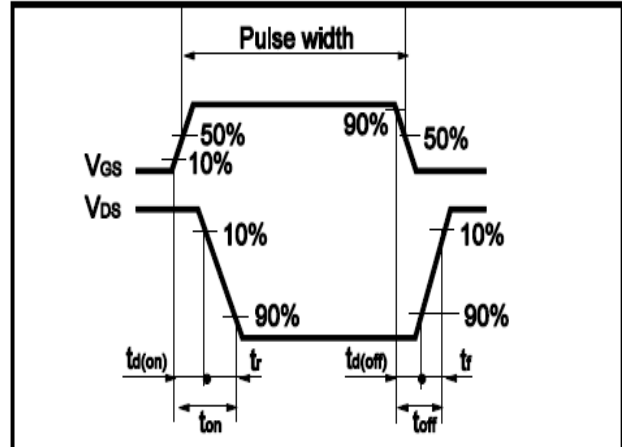 Pulse width
90%
50%
50%
VGS
10%
VDS
10%
10%
90%
90%
td(on)
tr
td(off)
tf
ton
toff